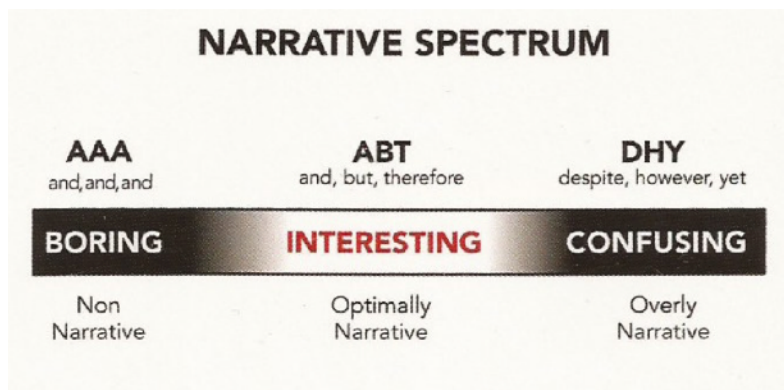 NARRATIVE SPECTRUM
AAA
and,and,and
ABT
and, but, therefore
DHY
despite, however, yet
BORING
INTERESTING
CONFUSING
Non
Narrative
Optimally
Narrative
Overly
Narrative